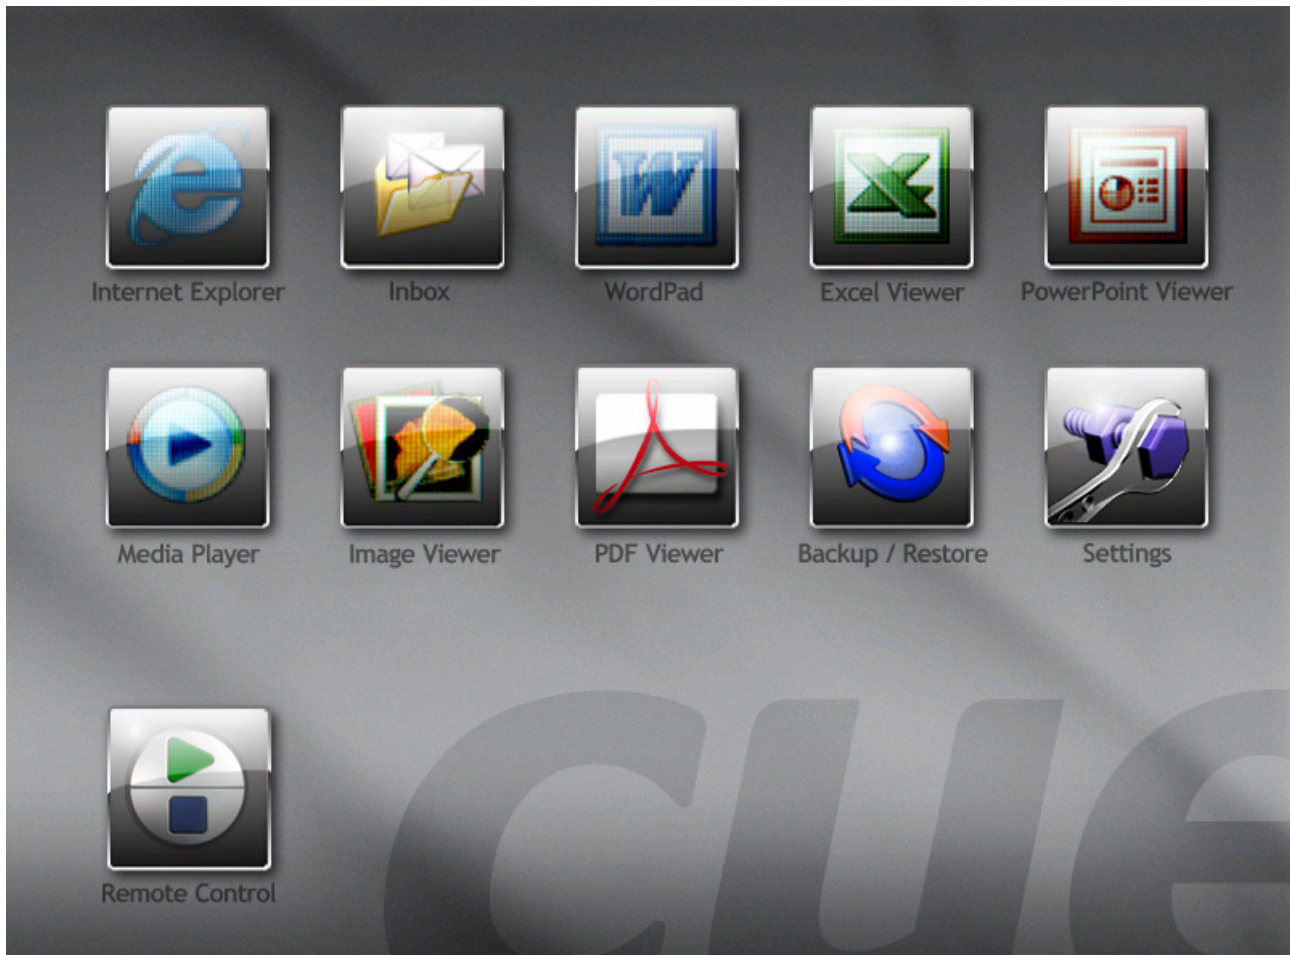 Internet Explorer
Inbox
WordPad
Excel Viewer
PowerPoint Viewer
Media Player
Image Viewer
PDF Viewer
Backup / Restore
Settings
Remote Control
cue